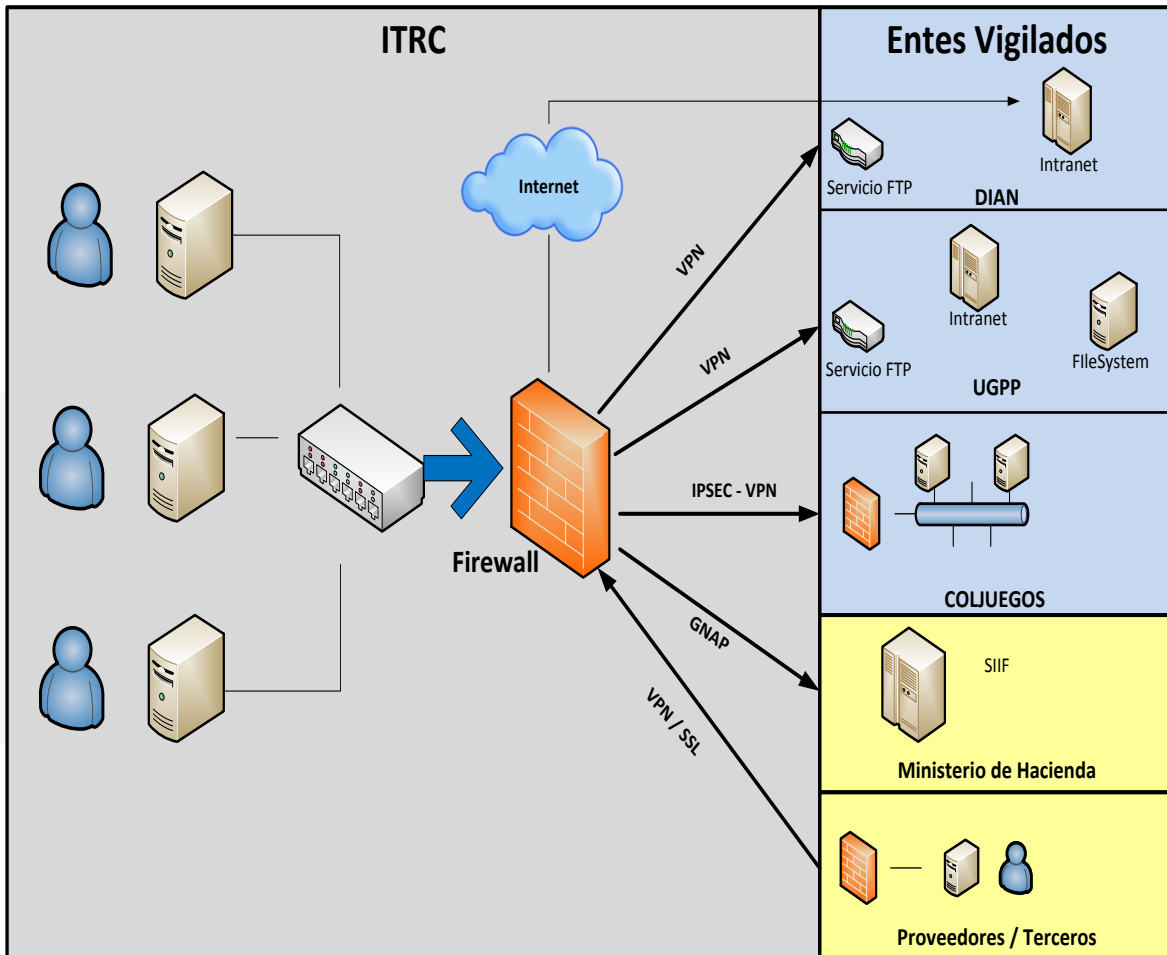 ITRC
Entes Vigilados
Internet
Intranet
Servicio FTP
DIAN
VPN
Intranet
FIleSystem
Servicio FTP
UGPP
VPN
IPSEC - VPN
COLJUEGOS
Firewall
GNAP
SIIF
Ministerio de Hacienda
VPN / SSL
Proveedores / Terceros